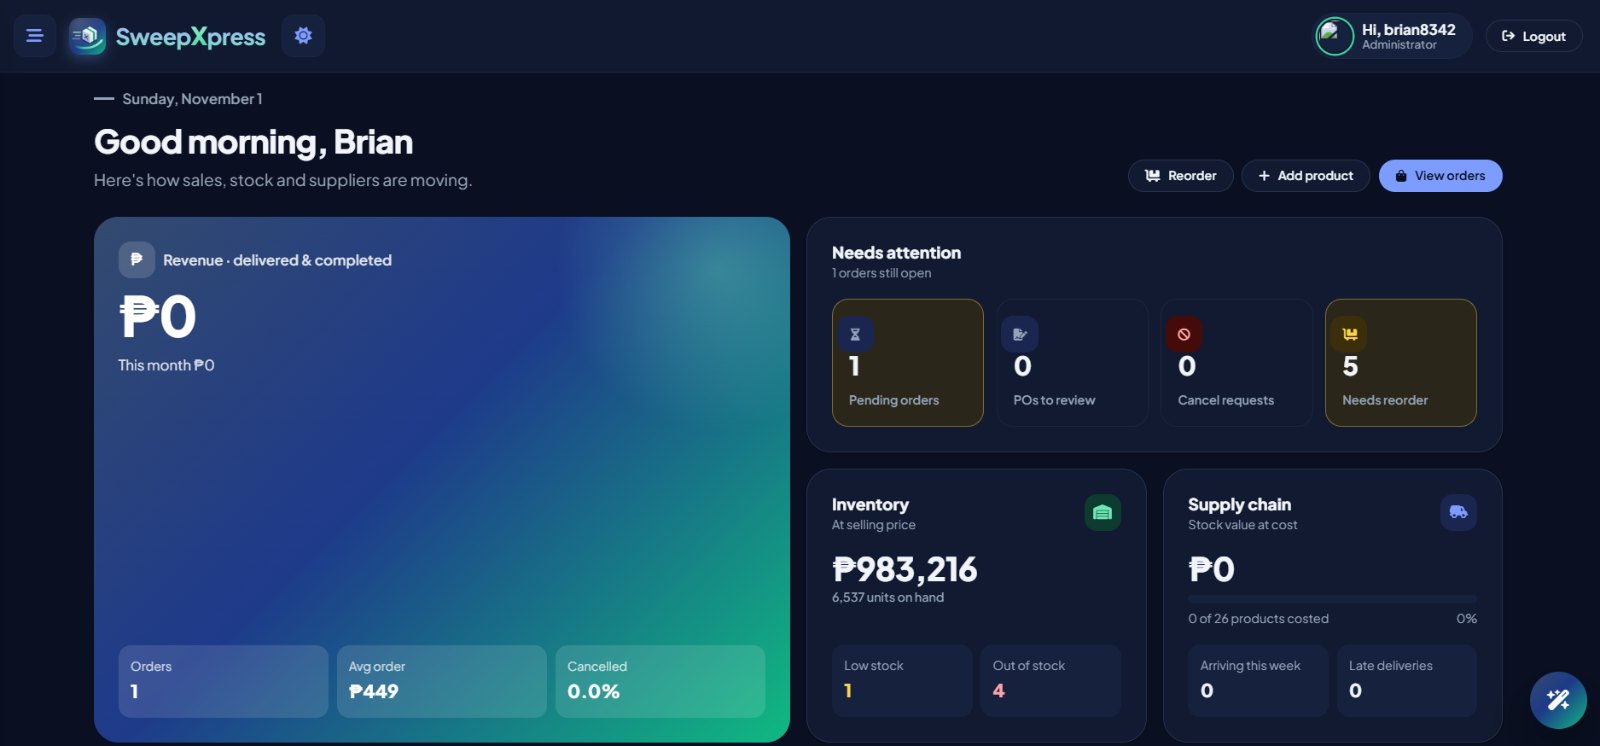 SweepXpress
Hi, brian8342
Administrator
Logout
Sunday, November 1
Good morning, Brian
Here's how sales, stock and suppliers are moving.
Reorder
Add product
View orders
₱
Revenue · delivered & completed
₱0
This month ₱0
Orders
1
Avg order
₱449
Cancelled
0.0%
Needs attention
1 orders still open
1
Pending orders
0
POs to review
0
Cancel requests
5
Needs reorder
Inventory
At selling price
₱983,216
6,537 units on hand
Low stock
1
Out of stock
4
Supply chain
Stock value at cost
₱0
0 of 26 products costed
0%
Arriving this week
0
Late deliveries
0